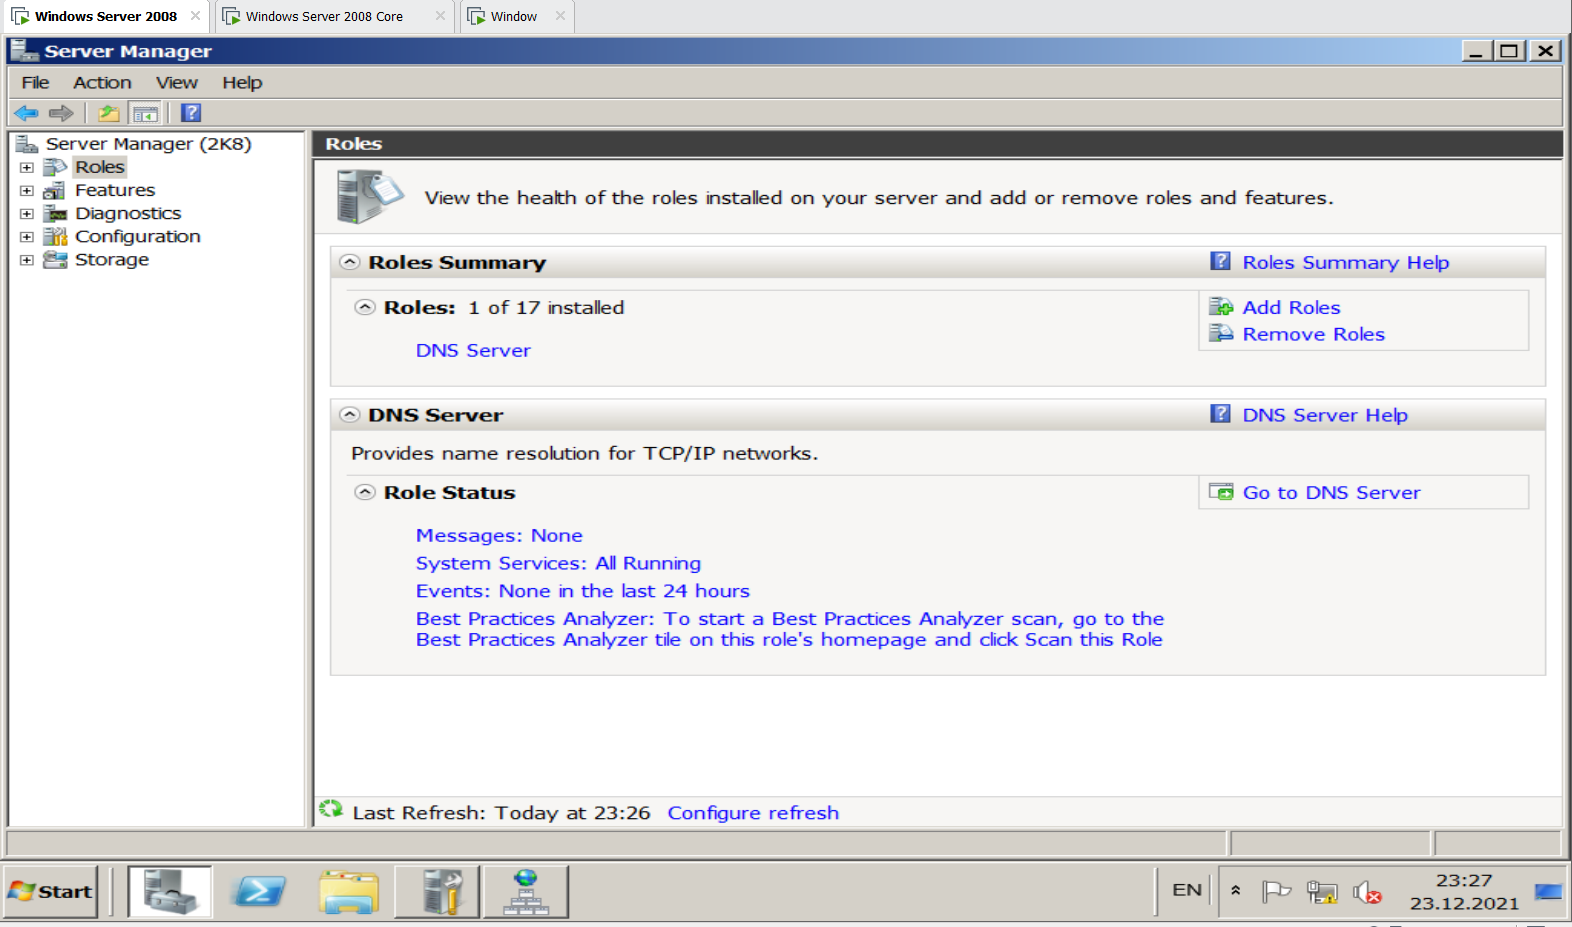 Windows Server 2008
Windows Server 2008 Core
Window
Server Manager
File Action View Help
Server Manager (2K8)
Roles
Features
Diagnostics
Configuration
Storage
Roles
View the health of the roles installed on your server and add or remove roles and features.
Roles Summary
Roles Summary Help
Roles: 1 of 17 installed
Add Roles
Remove Roles
DNS Server
DNS Server
DNS Server Help
Provides name resolution for TCP/IP networks.
Role Status
Go to DNS Server
Messages: None
System Services: All Running
Events: None in the last 24 hours
Best Practices Analyzer: To start a Best Practices Analyzer scan, go to the
Best Practices Analyzer tile on this role's homepage and click Scan this Role
Last Refresh: Today at 23:26 Configure refresh
Start
EN
23:27
23.12.2021